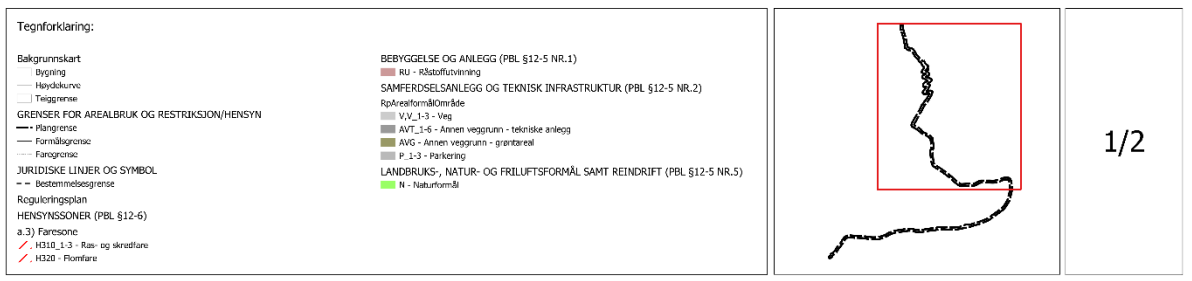 Tegnforklaring:
Bakgrunnskart
Bygning
Høydekurve
Teiggrense
GRENSER FOR AREALBRUK OG RESTRIKSJON/HENSYN
Plangrense
Formålsgrense
Faregrense
JURIDISKE LINJER OG SYMBOL
Bestemmelsesgrense
Reguleringsplan
HENSYNSSONER (PBL §12-6)
a.3) Faresone
H310_1-3 - Ras- og skredfare
H320 - Flomfare
BEBYGGELSE OG ANLEGG (PBL §12-5 NR.1)
RU - Råstoffutvinning
SAMFERDSELSANLEGG OG TEKNISK INFRASTRUKTUR (PBL §12-5 NR.2)
RpArealformålOmråde
V,V_1-3 - Veg
AVT_1-6 - Annen veggrunn - tekniske anlegg
AVG - Annen veggrunn - grøntareal
P_1-3 - Parkering
LANDBRUKS-, NATUR- OG FRILUFTSFORMÅL SAMT REINDRIFT (PBL §12-5 NR.5)
N - Naturformål
1/2